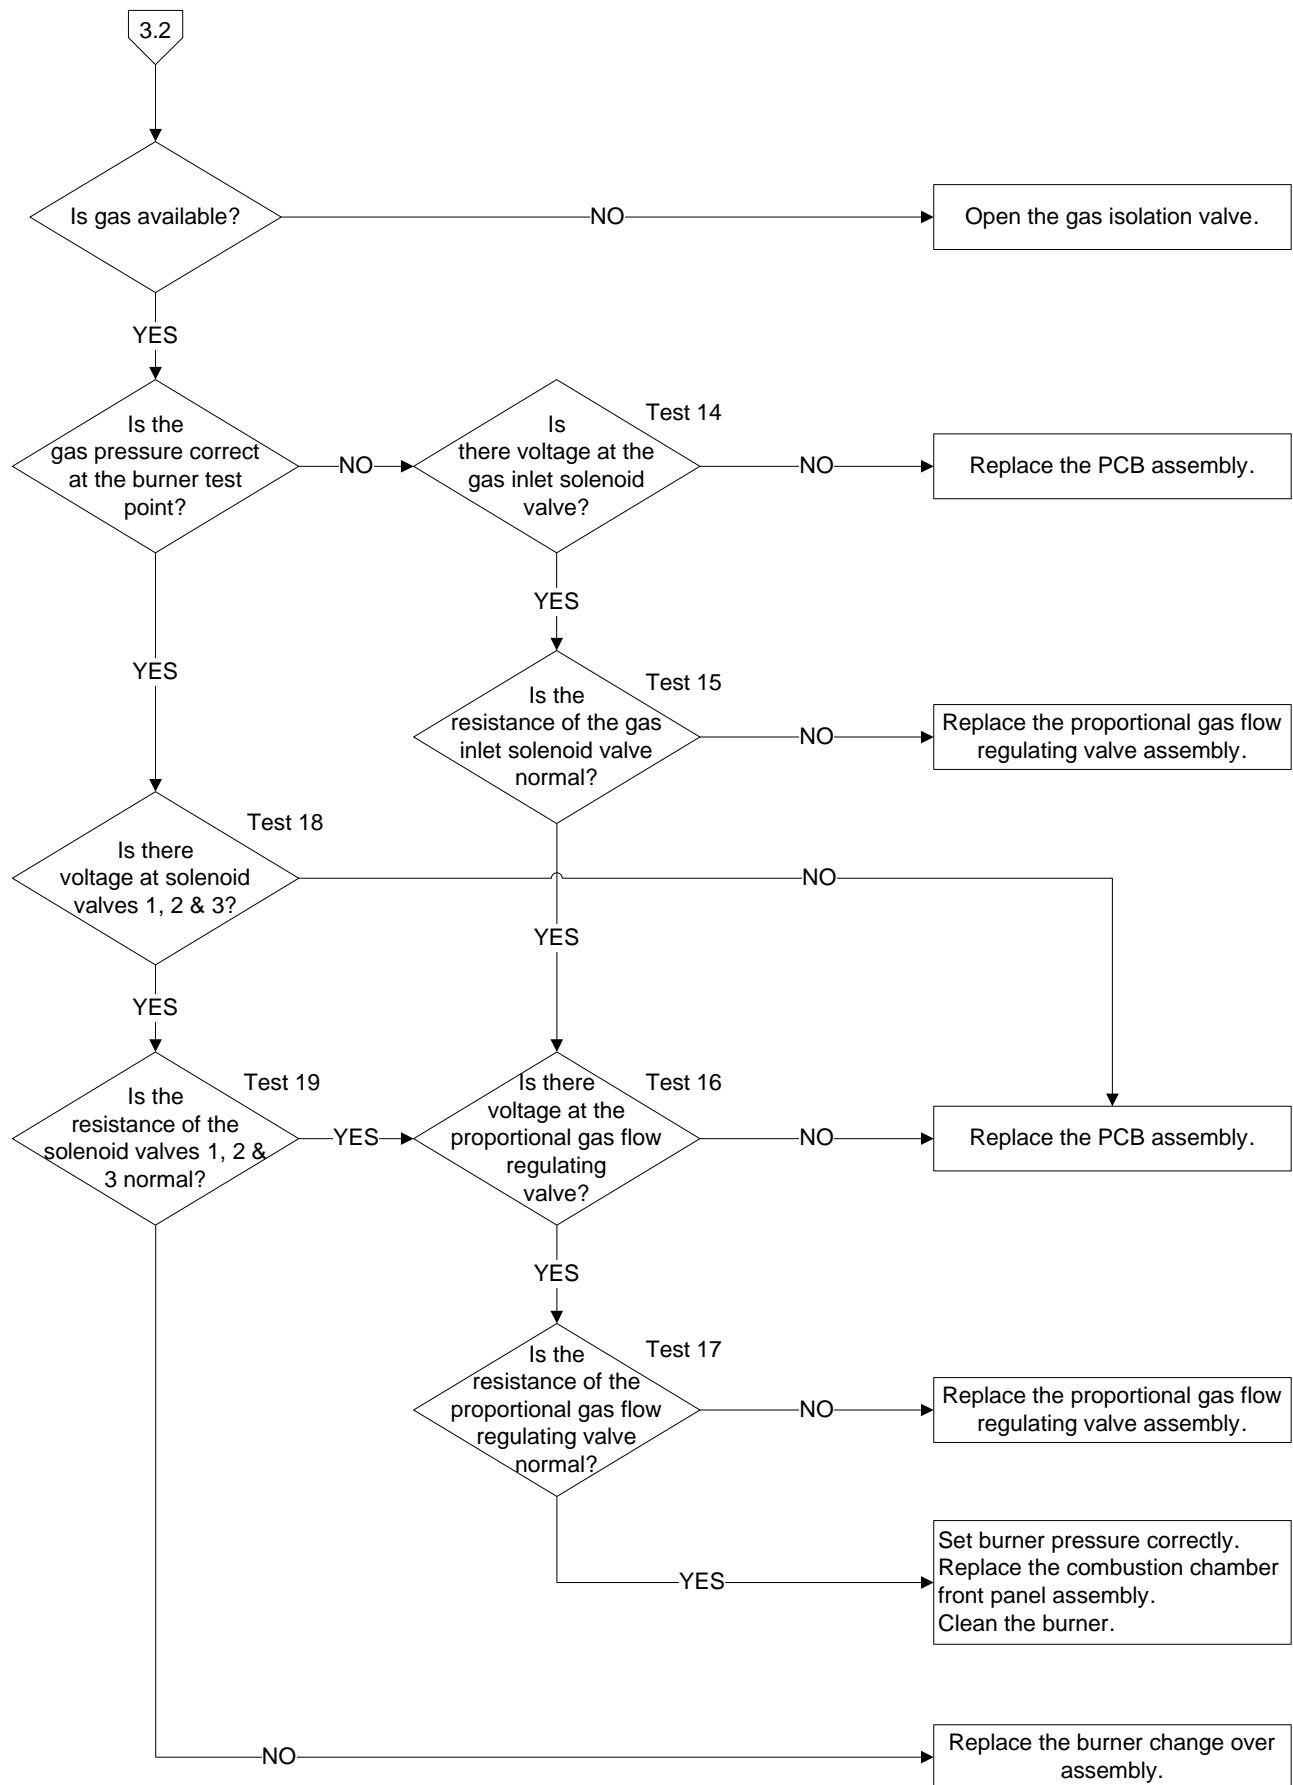 3.2
Is gas available?
NO
Open the gas isolation valve.
YES
Is the
gas pressure correct
at the burner test
point?
NO
Test 14
Is
there voltage at the
gas inlet solenoid
valve?
NO
Replace the PCB assembly.
YES
YES
Test 15
Is the
resistance of the gas
inlet solenoid valve
normal?
NO
Replace the proportional gas flow
regulating valve assembly.
Test 18
Is there
voltage at solenoid
valves 1, 2 & 3?
NO
YES
YES
Test 19
Is the
resistance of the
solenoid valves 1, 2 &
3 normal?
YES
Test 16
Is there
voltage at the
proportional gas flow
regulating
valve?
NO
Replace the PCB assembly.
YES
Test 17
Is the
resistance of the
proportional gas flow
regulating valve
normal?
NO
Replace the proportional gas flow
regulating valve assembly.
YES
Set burner pressure correctly.
Replace the combustion chamber
front panel assembly.
Clean the burner.
NO
Replace the burner change over
assembly.